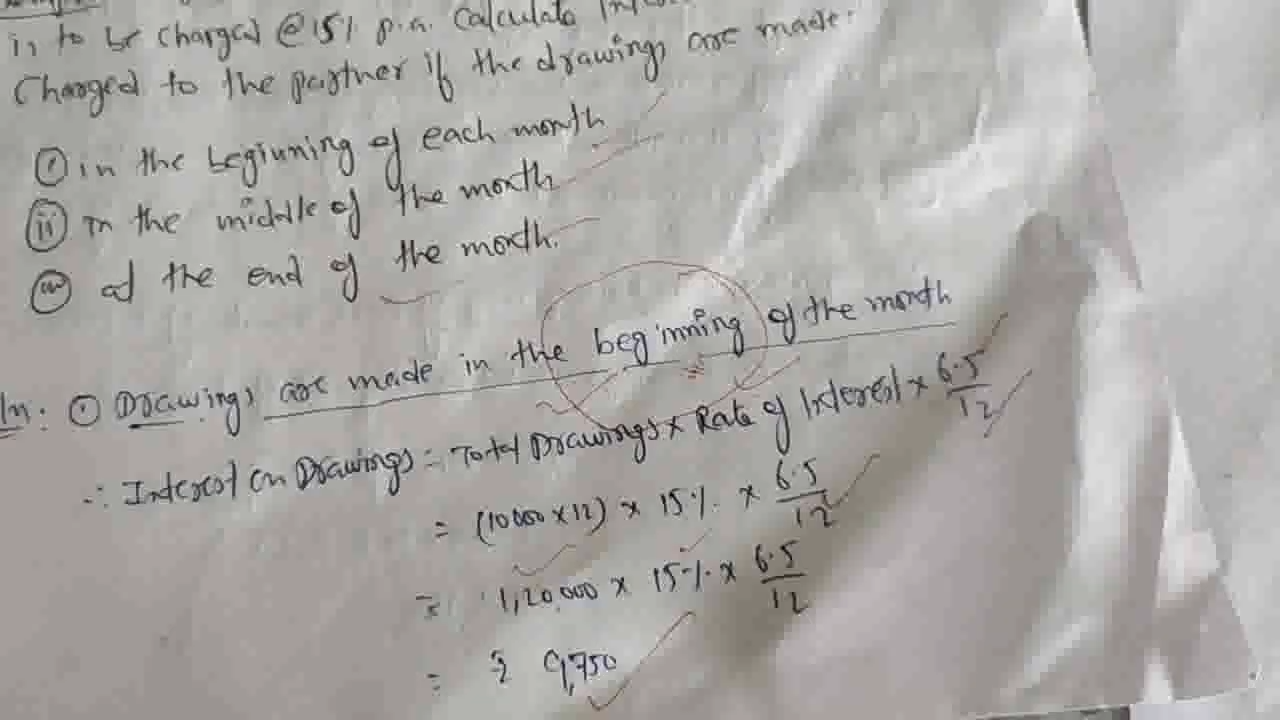 is to be charged @ 15% p.a. Calculate
Charged to the partner if the drawings are made:
(i) in the beginning of each month
(ii) In the middle of the month
(iii) at the end of the month.
In: (i) Drawings are made in the beginning of the month
∴ Interest on Drawings = Total Drawings × Rate of Interest × 6.5/12
= (10000 × 12) × 15% × 6.5/12
= 1,20,000 × 15% × 6.5/12
= ₹ 9,750